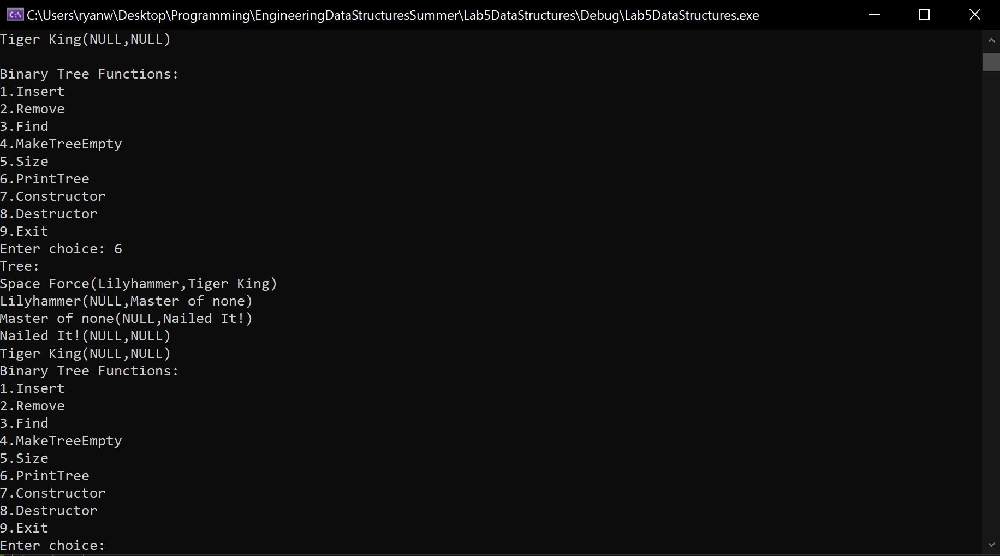 C:\Users\ryanw\Desktop\Programming\EngineeringDataStructuresSummer\Lab5DataStructures\Debug\Lab5DataStructures.exe
Tiger King(NULL,NULL)
Binary Tree Functions:
1.Insert
2.Remove
3.Find
4.MakeTreeEmpty
5.Size
6.PrintTree
7.Constructor
8.Destructor
9.Exit
Enter choice: 6
Tree:
Space Force(Lilyhammer,Tiger King)
Lilyhammer(NULL,Master of none)
Master of none(NULL,Nailed It!)
Nailed It!(NULL,NULL)
Tiger King(NULL,NULL)
Binary Tree Functions:
1.Insert
2.Remove
3.Find
4.MakeTreeEmpty
5.Size
6.PrintTree
7.Constructor
8.Destructor
9.Exit
Enter choice: